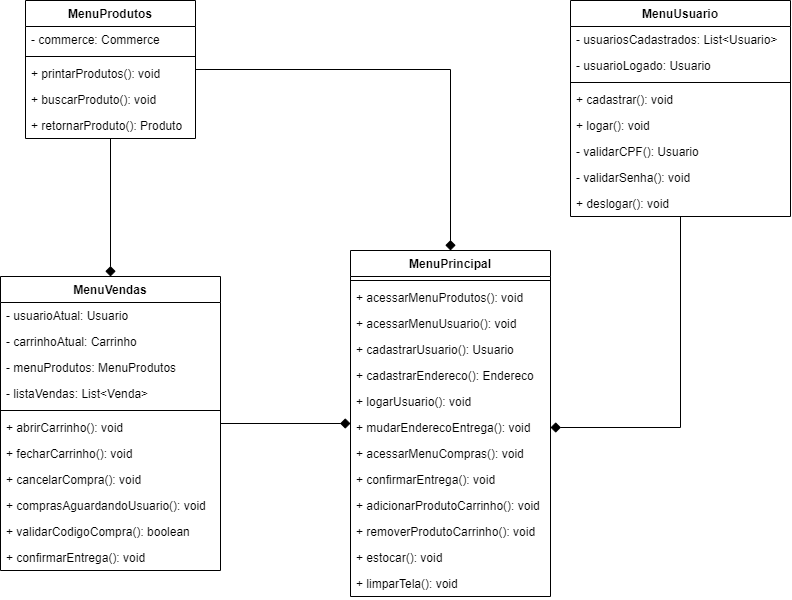 MenuProdutos
- commerce: Commerce
+ printarProdutos(): void
+ buscarProduto(): void
+ retornarProduto(): Produto
MenuUsuario
- usuariosCadastrados: List<Usuario>
- usuarioLogado: Usuario
+ cadastrar(): void
+ logar(): void
- validarCPF(): Usuario
- validarSenha(): void
+ deslogar(): void
MenuVendas
- usuarioAtual: Usuario
- carrinhoAtual: Carrinho
- menuProdutos: MenuProdutos
- listaVendas: List<Venda>
+ abrirCarrinho(): void
+ fecharCarrinho(): void
+ cancelarCompra(): void
+ comprasAguardandoUsuario(): void
+ validarCodigoCompra(): boolean
+ confirmarEntrega(): void
MenuPrincipal
+ acessarMenuProdutos(): void
+ acessarMenuUsuario(): void
+ cadastrarUsuario(): Usuario
+ cadastrarEndereco(): Endereco
+ logarUsuario(): void
+ mudarEnderecoEntrega(): void
+ acessarMenuCompras(): void
+ confirmarEntrega(): void
+ adicionarProdutoCarrinho(): void
+ removerProdutoCarrinho(): void
+ estocar(): void
+ limparTela(): void